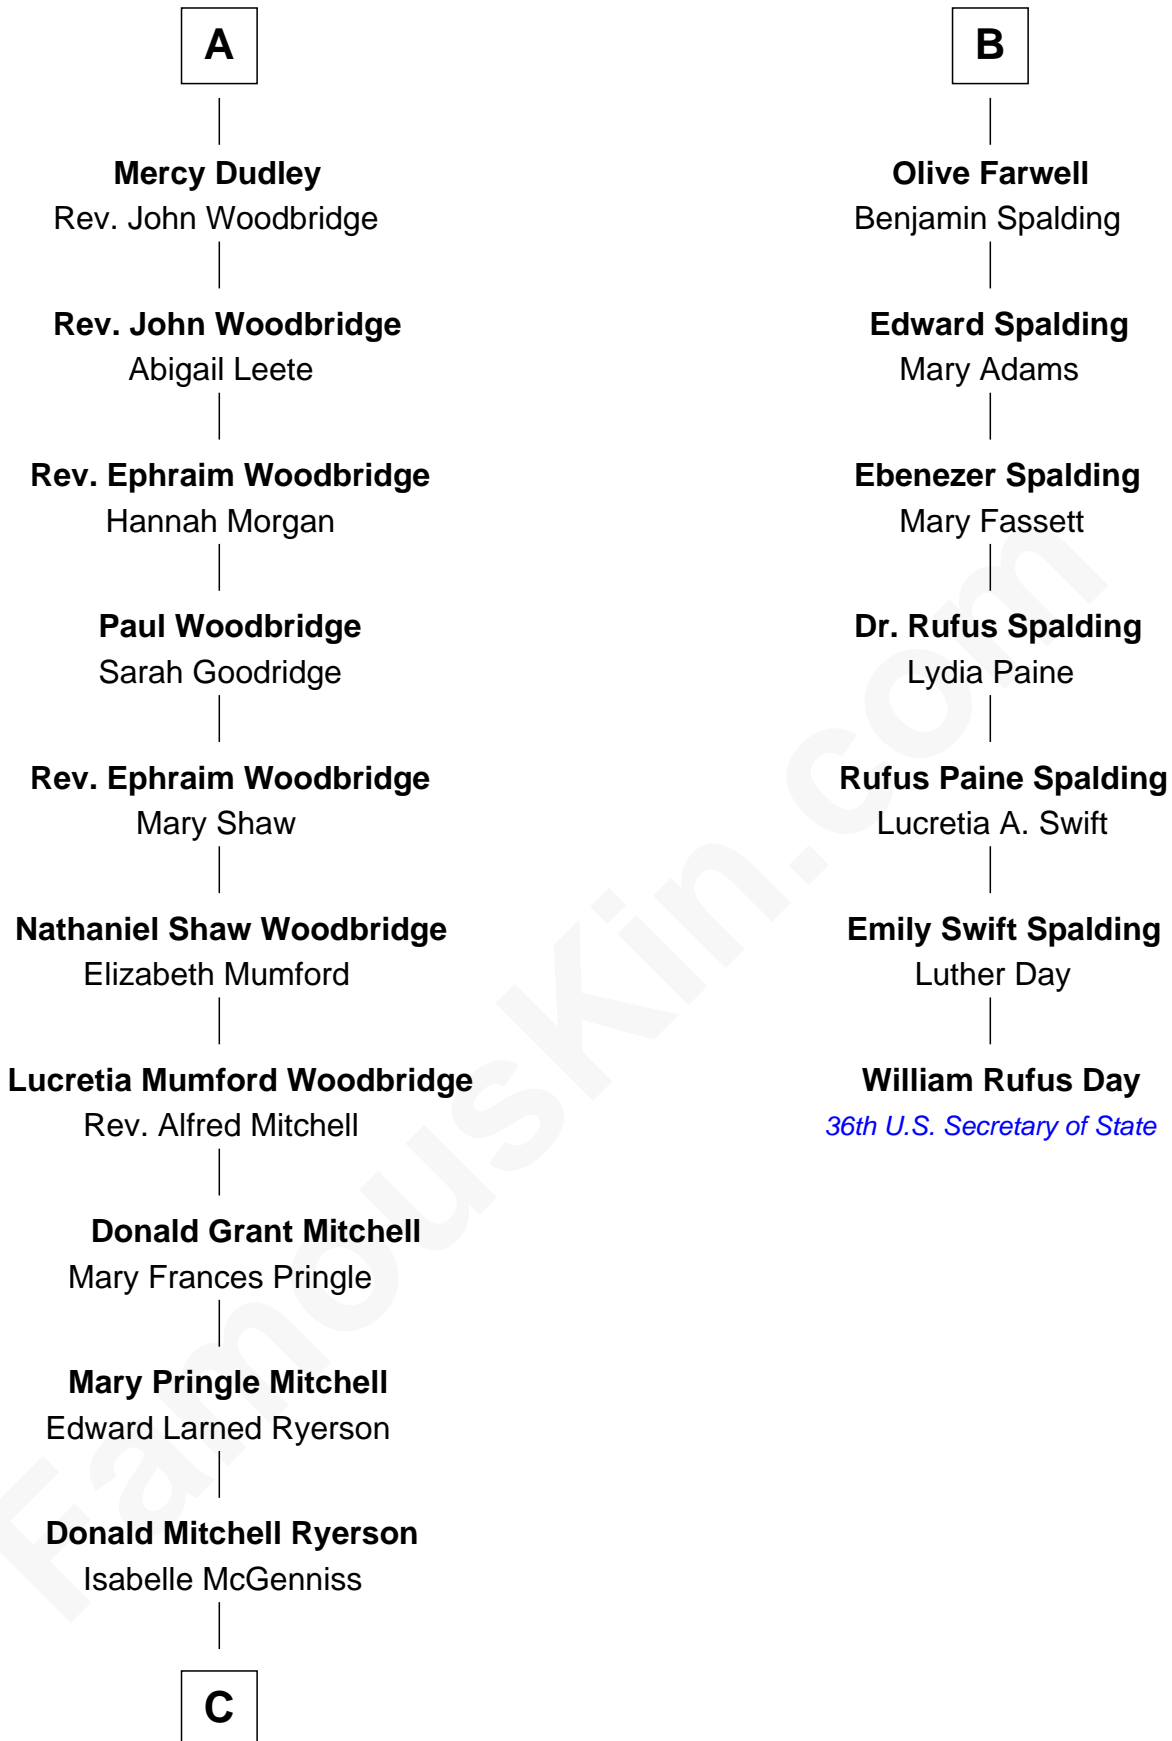 A
Mercy Dudley
Rev. John Woodbridge
Rev. John Woodbridge
Abigail Leete
Rev. Ephraim Woodbridge
Hannah Morgan
Paul Woodbridge
Sarah Goodridge
Rev. Ephraim Woodbridge
Mary Shaw
Nathaniel Shaw Woodbridge
Elizabeth Mumford
Lucretia Mumford Woodbridge
Rev. Alfred Mitchell
Donald Grant Mitchell
Mary Frances Pringle
Mary Pringle Mitchell
Edward Larned Ryerson
Donald Mitchell Ryerson
Isabelle McGenniss
C
B
Olive Farwell
Benjamin Spalding
Edward Spalding
Mary Adams
Ebenezer Spalding
Mary Fassett
Dr. Rufus Spalding
Lydia Paine
Rufus Paine Spalding
Lucretia A. Swift
Emily Swift Spalding
Luther Day
William Rufus Day
36th U.S. Secretary of State
FamousKin.com